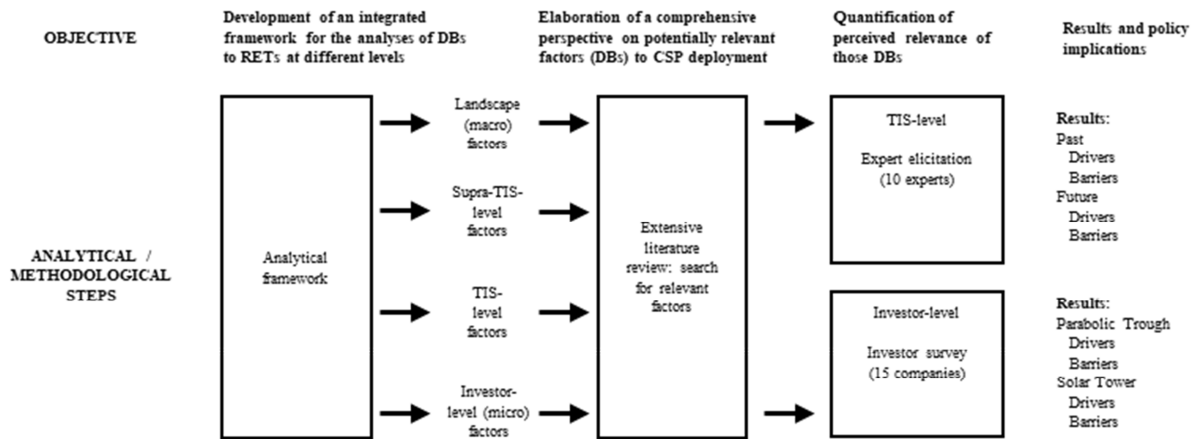 OBJECTIVE
Development of an integrated
framework for the analyses of DBs
to RETs at different levels
Elaboration of a comprehensive
perspective on potentially relevant
factors (DBs) to CSP deployment
Quantification of
perceived relevance of
those DBs
Results and policy
implications
ANALYTICAL /
METHODOLOGICAL
STEPS
Analytical
framework
Landscape
(macro)
factors
Supra-TIS-
level
factors
TIS-
level
factors
Investor-
level (micro)
factors
Extensive
literature
review: search
for relevant
factors
TIS-level
Expert elicitation
(10 experts)
Investor-level
Investor survey
(15 companies)
Results:
Past
Drivers
Barriers
Future
Drivers
Barriers
Results:
Parabolic Trough
Drivers
Barriers
Solar Tower
Drivers
Barriers